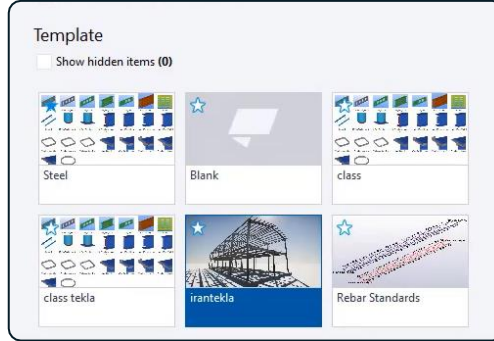 Template
Show hidden items (0)
Steel
Blank
class
class tekla
irantekla
Rebar Standards